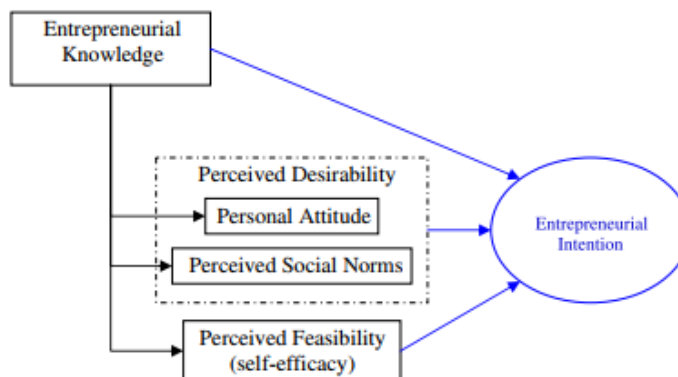 Entrepreneurial
Knowledge
Perceived Desirability
Personal Attitude
Perceived Social Norms
Entrepreneurial
Intention
Perceived Feasibility
(self-efficacy)